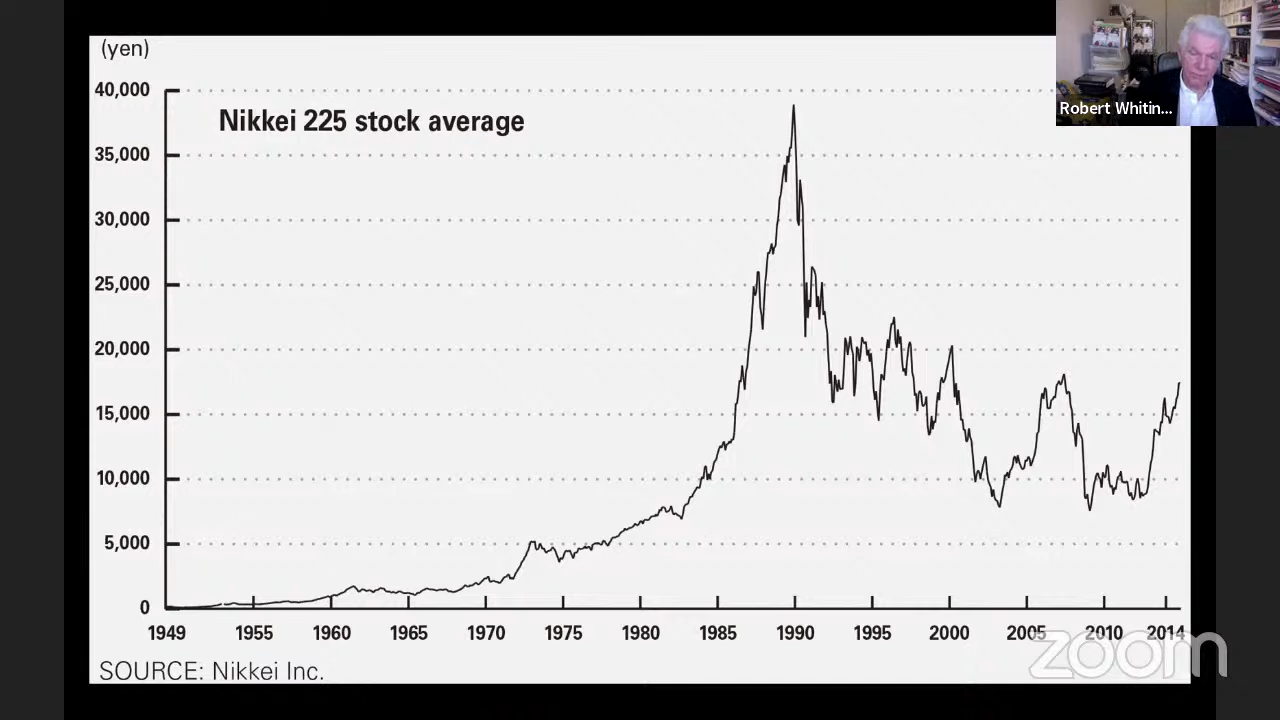 (yen)
Nikkei 225 stock average
Robert Whitin...
40,000
35,000
30,000
25,000
20,000
15,000
10,000
5,000
0
1949 1955 1960 1965 1970 1975 1980 1985 1990 1995 2000 2005 2010 2014
SOURCE: Nikkei Inc.
zoom